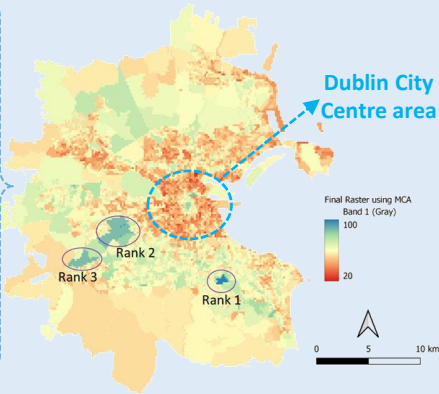 Dublin City
Centre area
Final Raster using MCA
Band 1 (Gray)
100
20
Rank 2
Rank 3
Rank 1
0 5 10 km